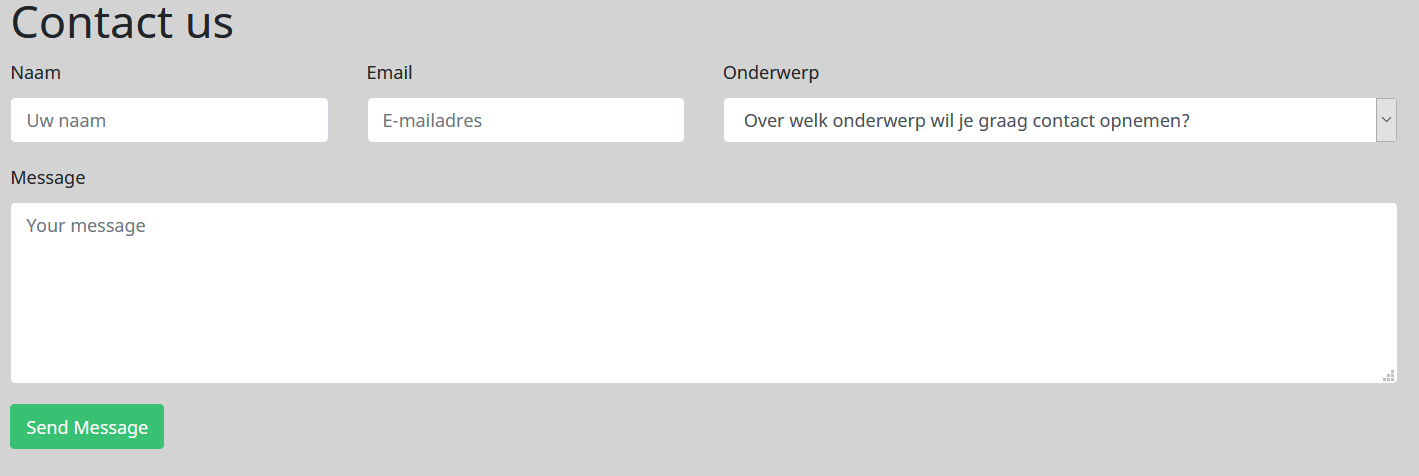 Contact us
Naam Email Onderwerp
Uw naam E-mailadres Over welk onderwerp wil je graag contact opnemen?
Message
Your message
Send Message